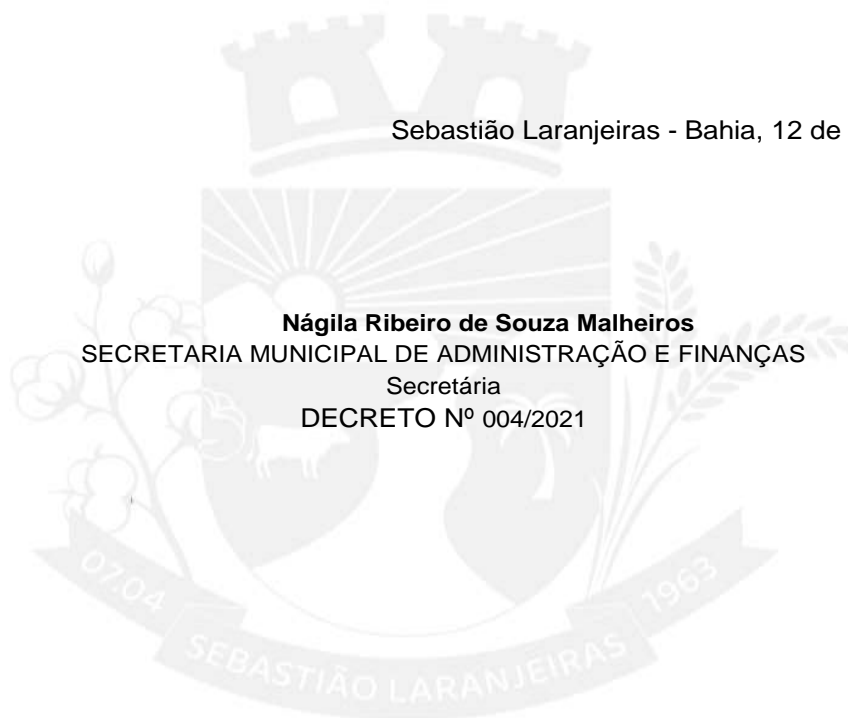 Sebastião Laranjeiras - Bahia, 12 de
Nágila Ribeiro de Souza Malheiros
SECRETARIA MUNICIPAL DE ADMINISTRAÇÃO E FINANÇAS
Secretária
DECRETO Nº 004/2021
07.04
1963
SEBASTIÃO LARANJEIRAS